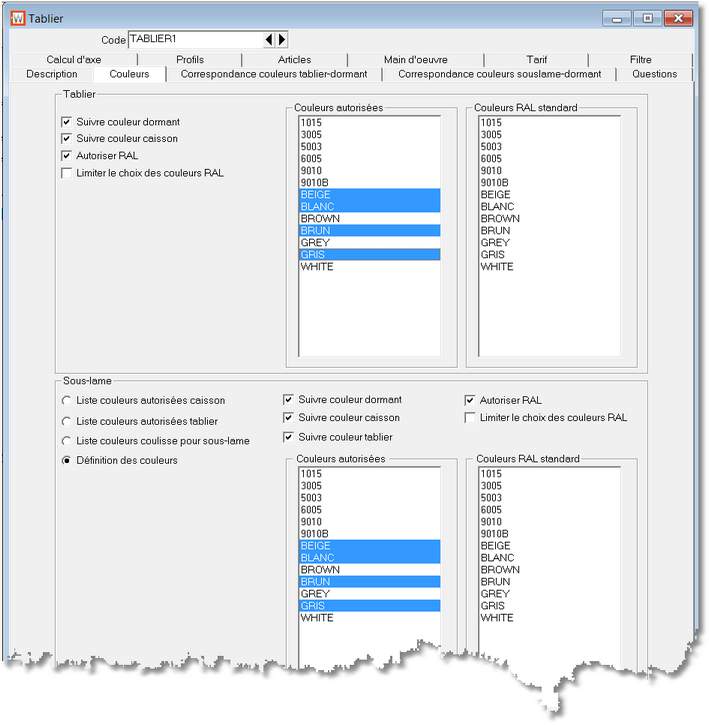 Tablier
Code TABLIER1
Calcul d'axe Profils Articles Main d'oeuvre Tarif Filtre
Description Couleurs Correspondance couleurs tablier-dormant Correspondance couleurs souslame-dormant Questions
Tablier
Suivre couleur dormant
Suivre couleur caisson
Autoriser RAL
Limiter le choix des couleurs RAL
Couleurs autorisées
1015
3005
5003
6005
9010
9010B
BEIGE
BLANC
BROWN
BRUN
GREY
GRIS
WHITE
Couleurs RAL standard
1015
3005
5003
6005
9010
9010B
BEIGE
BLANC
BROWN
BRUN
GREY
GRIS
WHITE
Sous-lame
Liste couleurs autorisées caisson
Liste couleurs autorisées tablier
Liste couleurs coulisse pour sous-lame
Définition des couleurs
Suivre couleur dormant
Suivre couleur caisson
Suivre couleur tablier
Autoriser RAL
Limiter le choix des couleurs RAL
Couleurs autorisées
1015
3005
5003
6005
9010
9010B
BEIGE
BLANC
BROWN
BRUN
GREY
GRIS
WHITE
Couleurs RAL standard
1015
3005
5003
6005
9010
9010B
BEIGE
BLANC
BROWN
BRUN
GREY
GRIS
WHITE